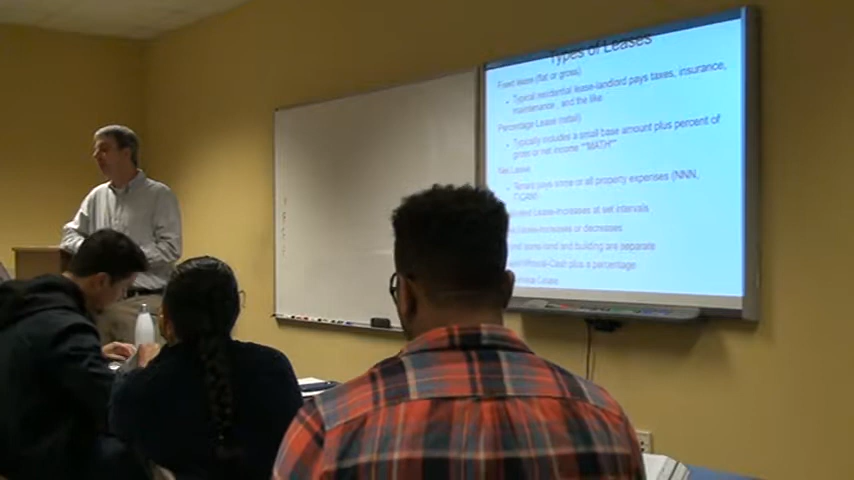 Types of Leases
Fixed lease (flat or gross)
• Typical residential lease-landlord pays taxes, insurance,
maintenance , and the like
Percentage Lease (retail)
• Typically includes a small base amount plus percent of
gross or net income **MATH**
Net Lease
• Tenant pays some or all property expenses (NNN,
TICAM)
Lease-Increases at set intervals
Lease-Increases or decreases
land and building are separate
Cash plus a percentage
Lease